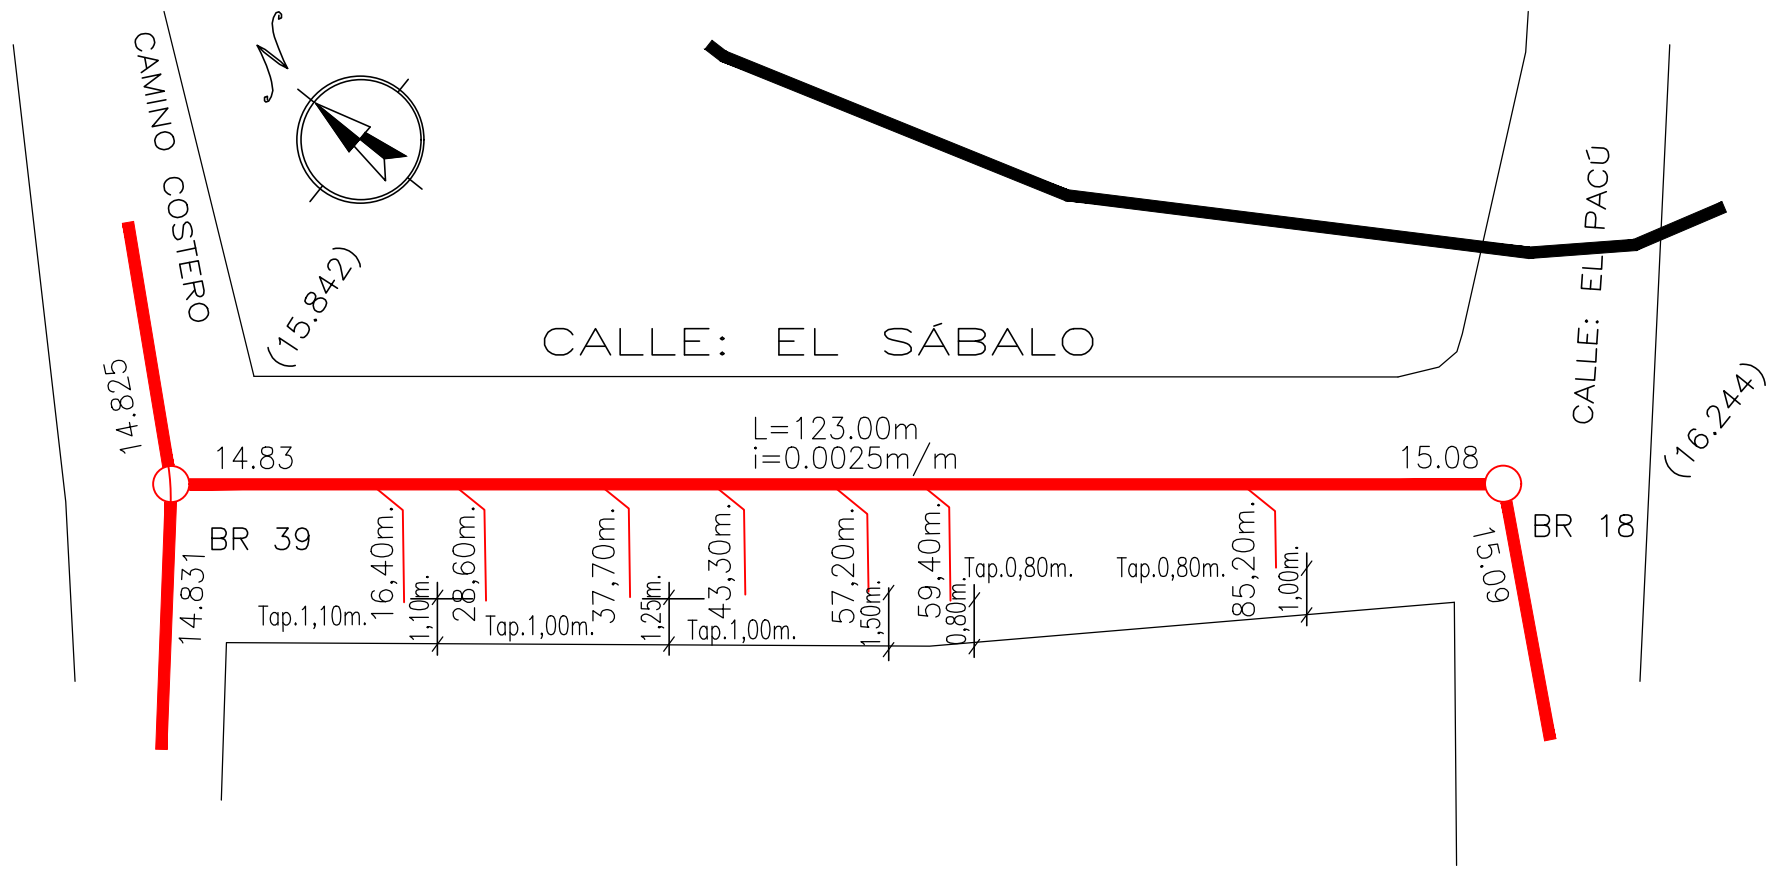 N
CAMINO COSTERO
(15.842)
CALLE: EL SÁBALO
CALLE: EL PACÚ
(16.244)
14.825
14.83
L=123.00m
i=0.0025m/m
15.08
BR 39
BR 18
14.831
15.09
16,40m.
28,60m.
37,70m.
43,30m.
57,20m.
59,40m.
85,20m.
Tap.1,10m.
1,10m.
Tap.1,00m.
1,25m.
Tap.1,00m.
1,50m.
0,80m.
Tap.0,80m.
Tap.0,80m.
1,00m.